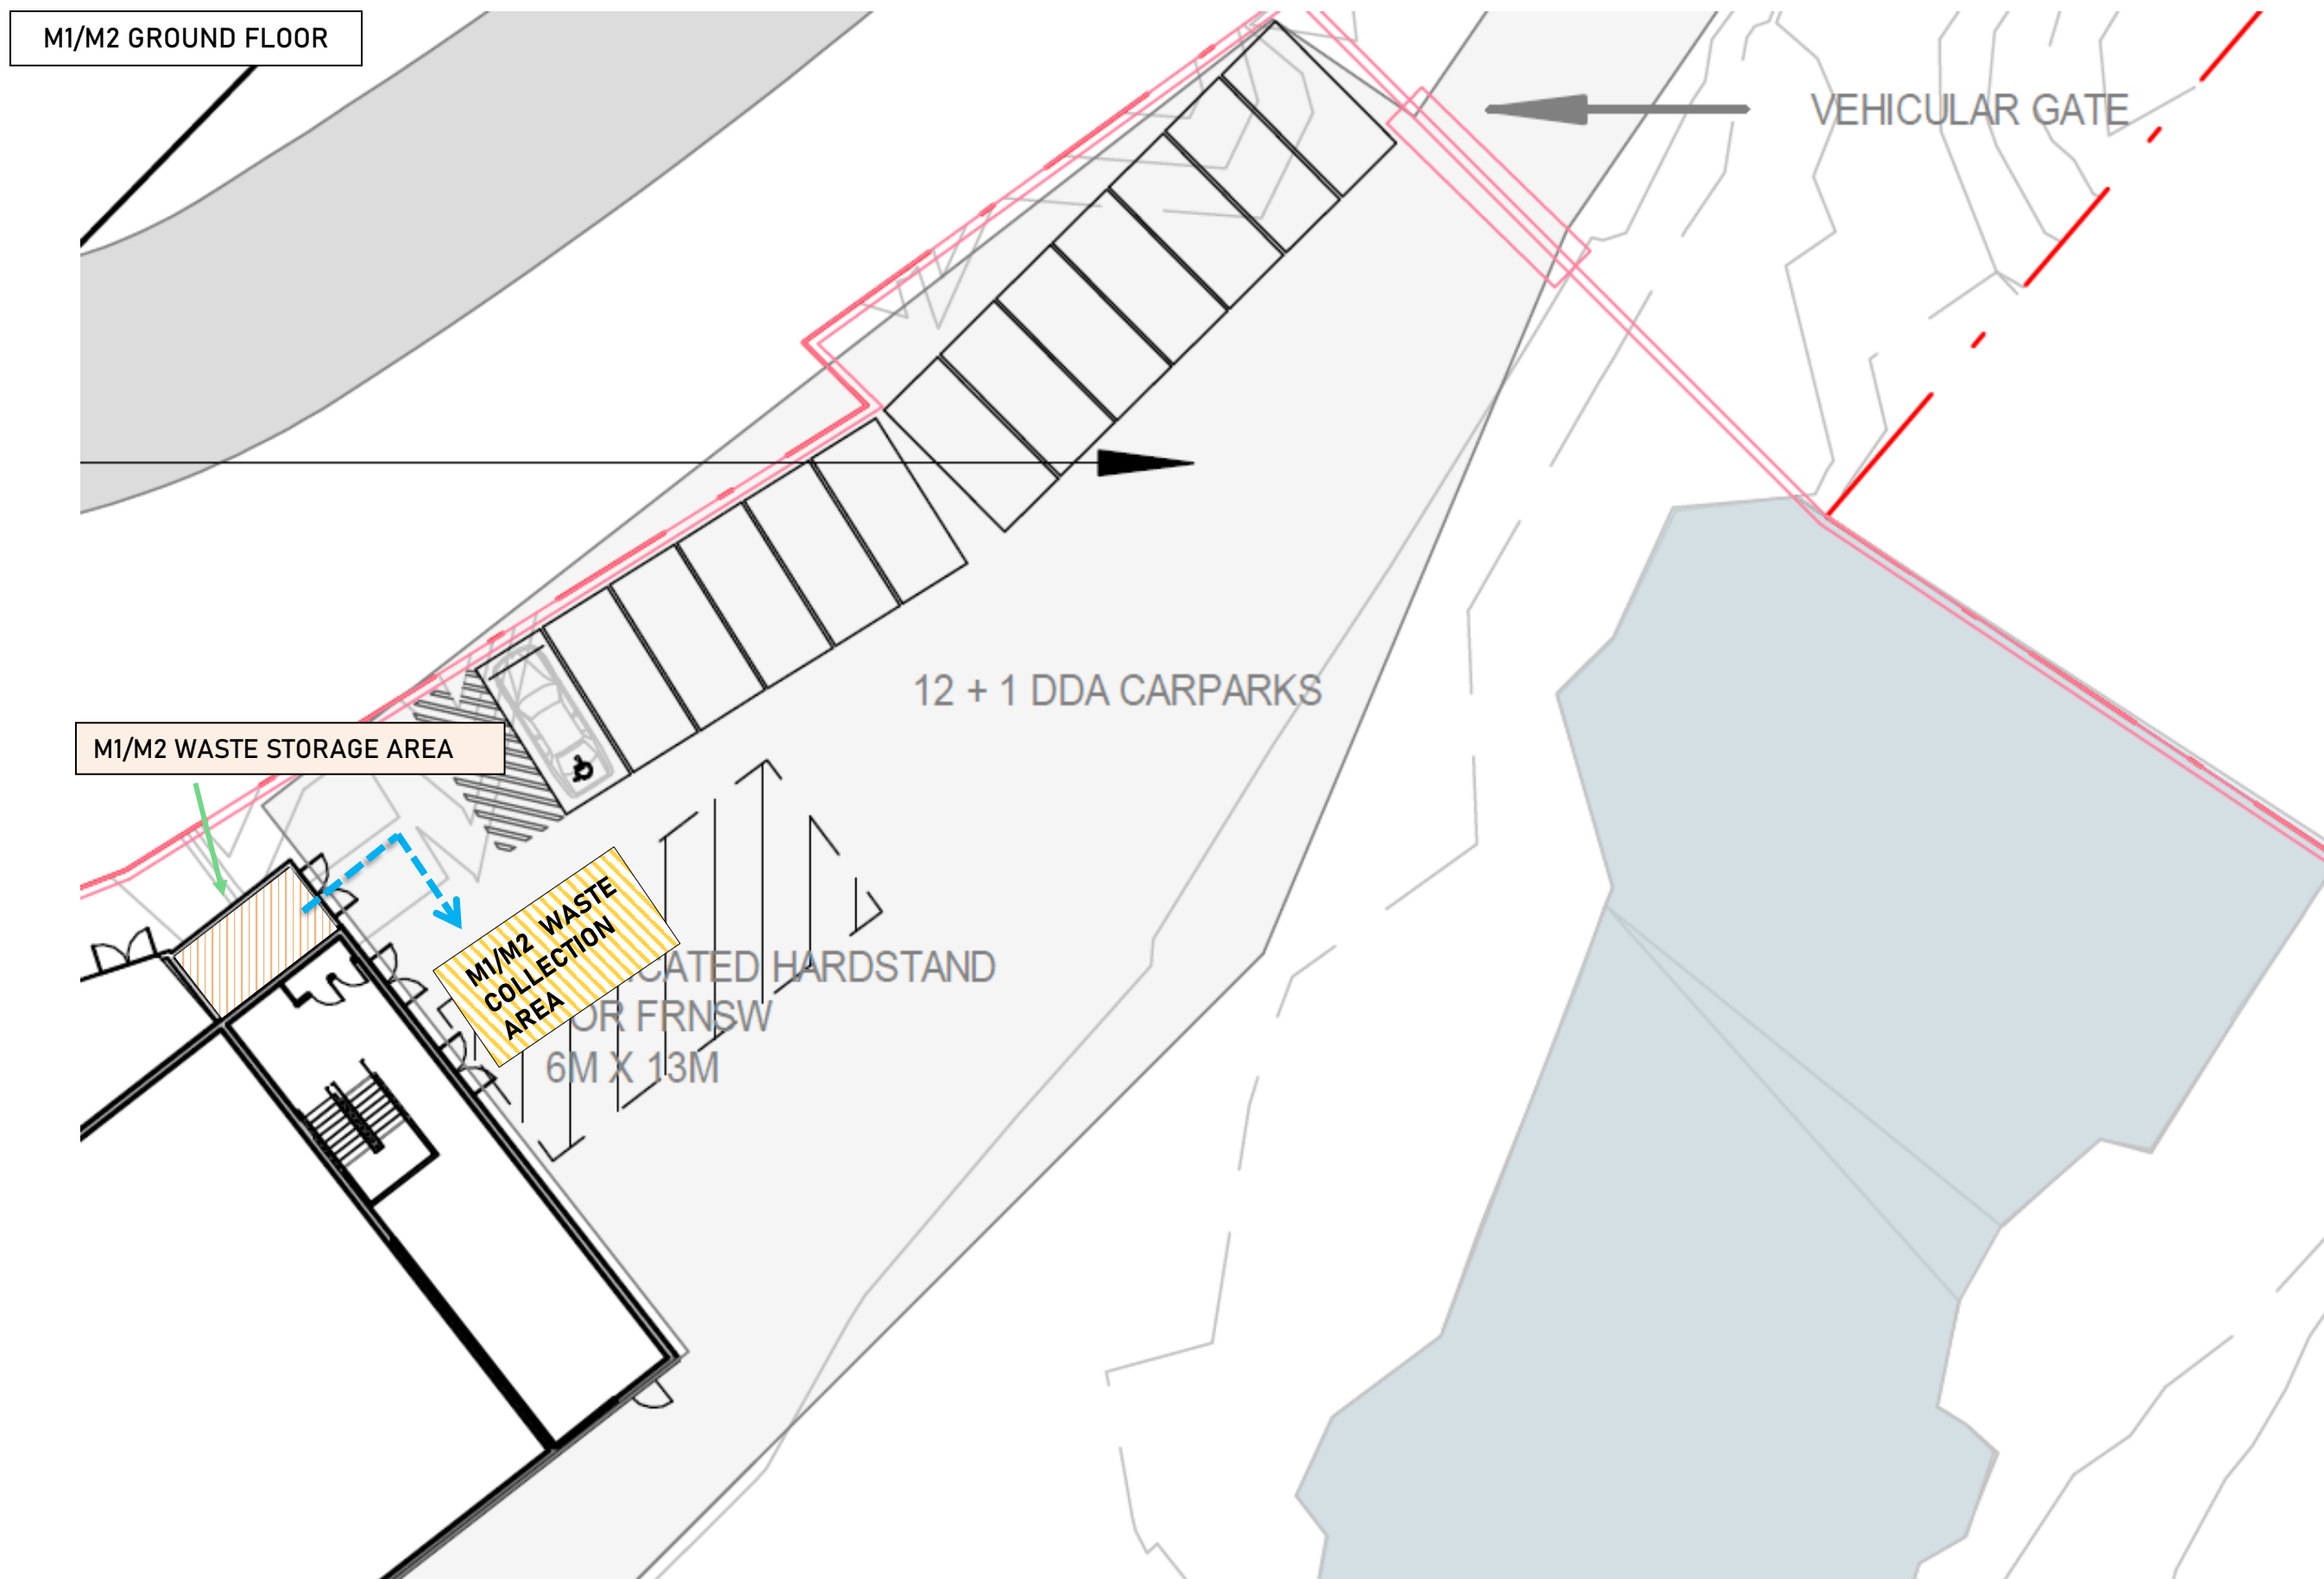 M1/M2 GROUND FLOOR
VEHICULAR GATE
12 + 1 DDA CARPARKS
M1/M2 WASTE STORAGE AREA
M1/M2 WASTE
COLLECTION
AREA
HARDSTAND
FRNSW
6M X 13M